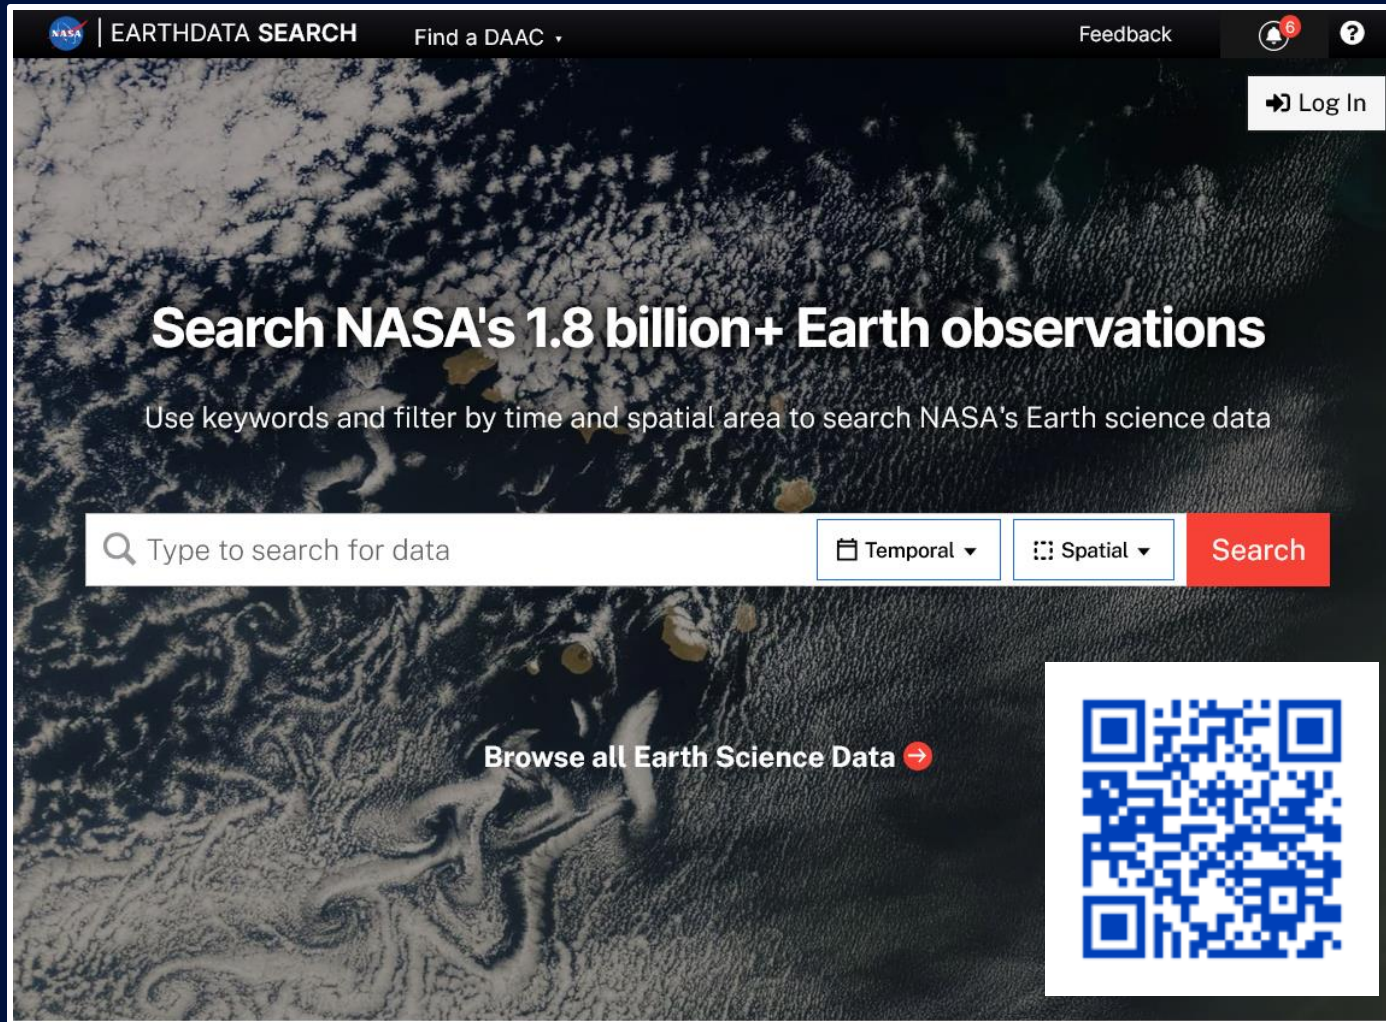 NASA | EARTHDATA SEARCH Find a DAAC Feedback 6 ?
Log In
Search NASA's 1.8 billion+ Earth observations
Use keywords and filter by time and spatial area to search NASA's Earth science data
Type to search for data Temporal Spatial Search
Browse all Earth Science Data